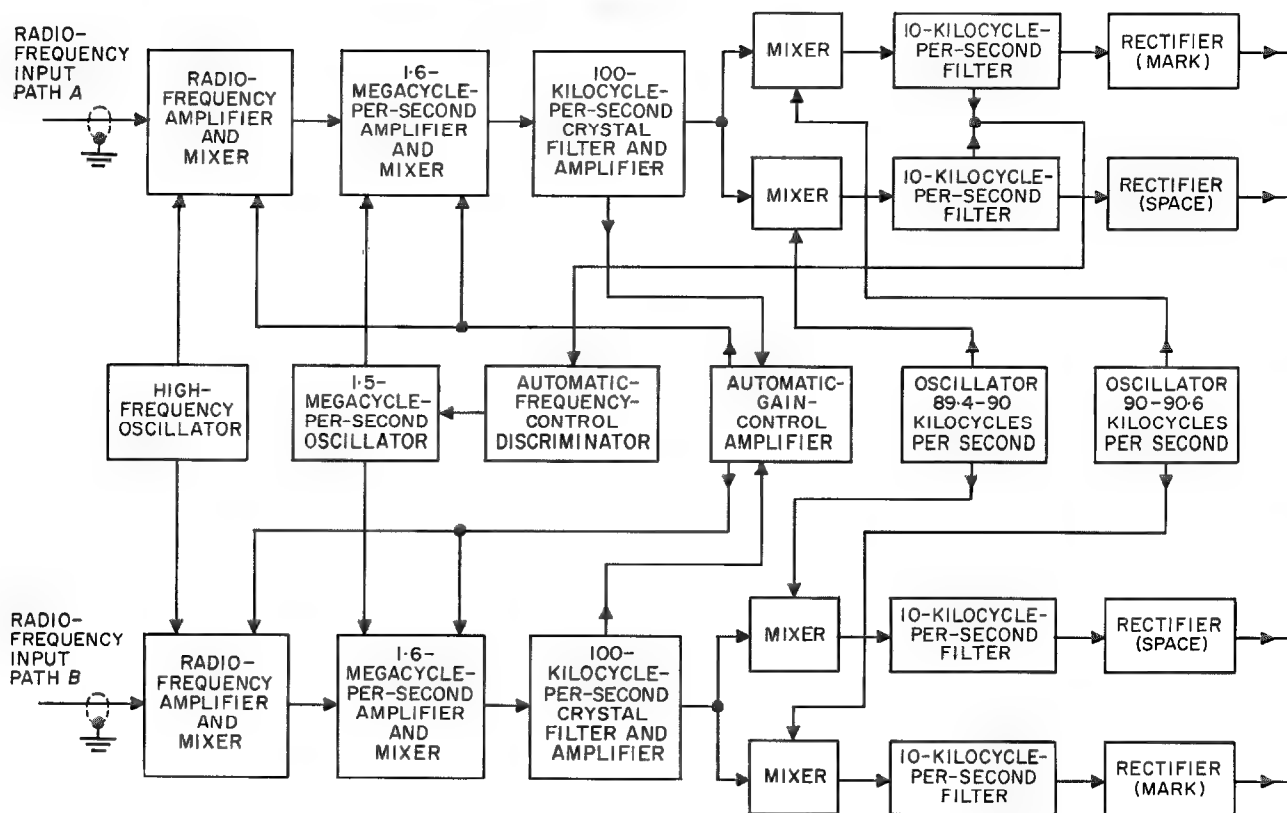 RADIO-
FREQUENCY
INPUT
PATH A
RADIO-
FREQUENCY
AMPLIFIER
AND
MIXER
1·6-
MEGACYCLE-
PER-SECOND
AMPLIFIER
AND
MIXER
100-
KILOCYCLE-
PER-SECOND
CRYSTAL
FILTER AND
AMPLIFIER
MIXER
10-KILOCYCLE-
PER-SECOND
FILTER
RECTIFIER
(MARK)
MIXER
10-KILOCYCLE-
PER-SECOND
FILTER
RECTIFIER
(SPACE)
HIGH-
FREQUENCY
OSCILLATOR
1·5-
MEGACYCLE-
PER-SECOND
OSCILLATOR
AUTOMATIC-
FREQUENCY-
CONTROL
DISCRIMINATOR
AUTOMATIC-
GAIN-
CONTROL
AMPLIFIER
OSCILLATOR
89·4-90
KILOCYCLES
PER SECOND
OSCILLATOR
90-90·6
KILOCYCLES
PER SECOND
RADIO-
FREQUENCY
INPUT
PATH B
RADIO-
FREQUENCY
AMPLIFIER
AND
MIXER
1·6-
MEGACYCLE-
PER-SECOND
AMPLIFIER
AND
MIXER
100-
KILOCYCLE-
PER-SECOND
CRYSTAL
FILTER AND
AMPLIFIER
MIXER
10-KILOCYCLE-
PER-SECOND
FILTER
RECTIFIER
(SPACE)
MIXER
10-KILOCYCLE-
PER-SECOND
FILTER
RECTIFIER
(MARK)